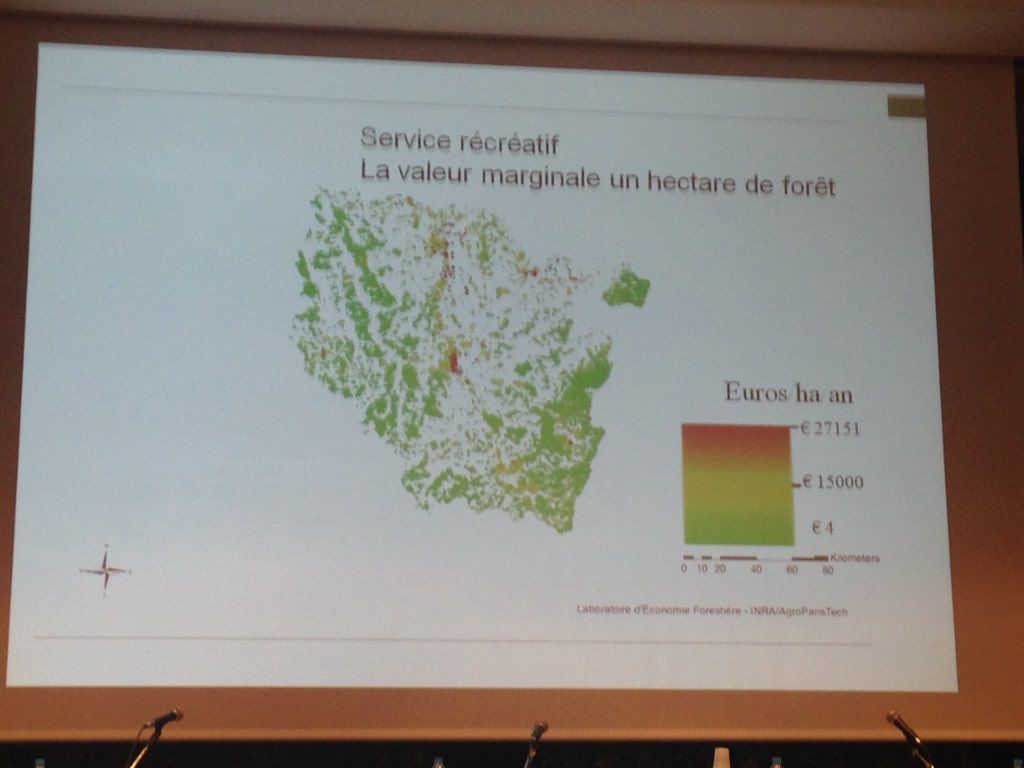 Service récréatif
La valeur marginale un hectare de forêt
Euros ha an
€ 27151
€ 15000
€ 4
Kilometers
0 10 20 40 60 80
Laboratoire d'Economie Forestière - INRA/AgroParisTech